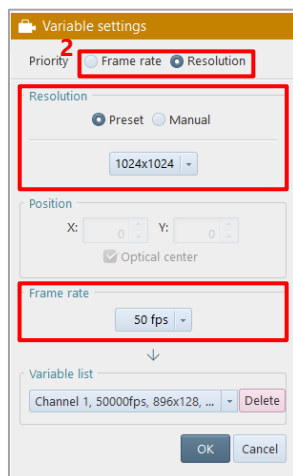 Variable settings
2
Priority Frame rate Resolution
Resolution
Preset Manual
1024x1024
Position
X: 0 Y: 0
Optical center
Frame rate
50 fps
Variable list
Channel 1, 50000fps, 896x128, ... Delete
OK Cancel